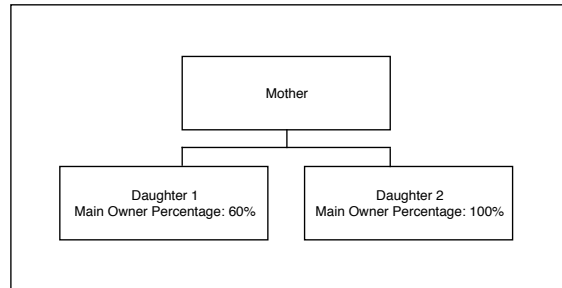 Mother
Daughter 1
Main Owner Percentage: 60%
Daughter 2
Main Owner Percentage: 100%